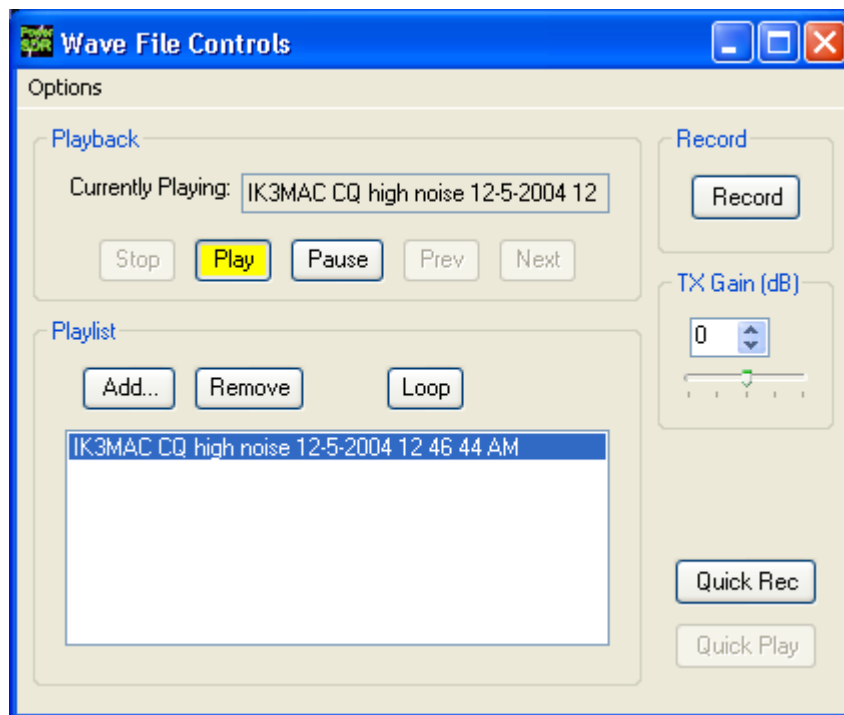 Power SDR
Wave File Controls
Options
Playback
Currently Playing: IK3MAC CQ high noise 12-5-2004 12
Stop Play Pause Prev Next
Record
Record
TX Gain (dB)
0
Playlist
Add... Remove Loop
IK3MAC CQ high noise 12-5-2004 12 46 44 AM
Quick Rec
Quick Play